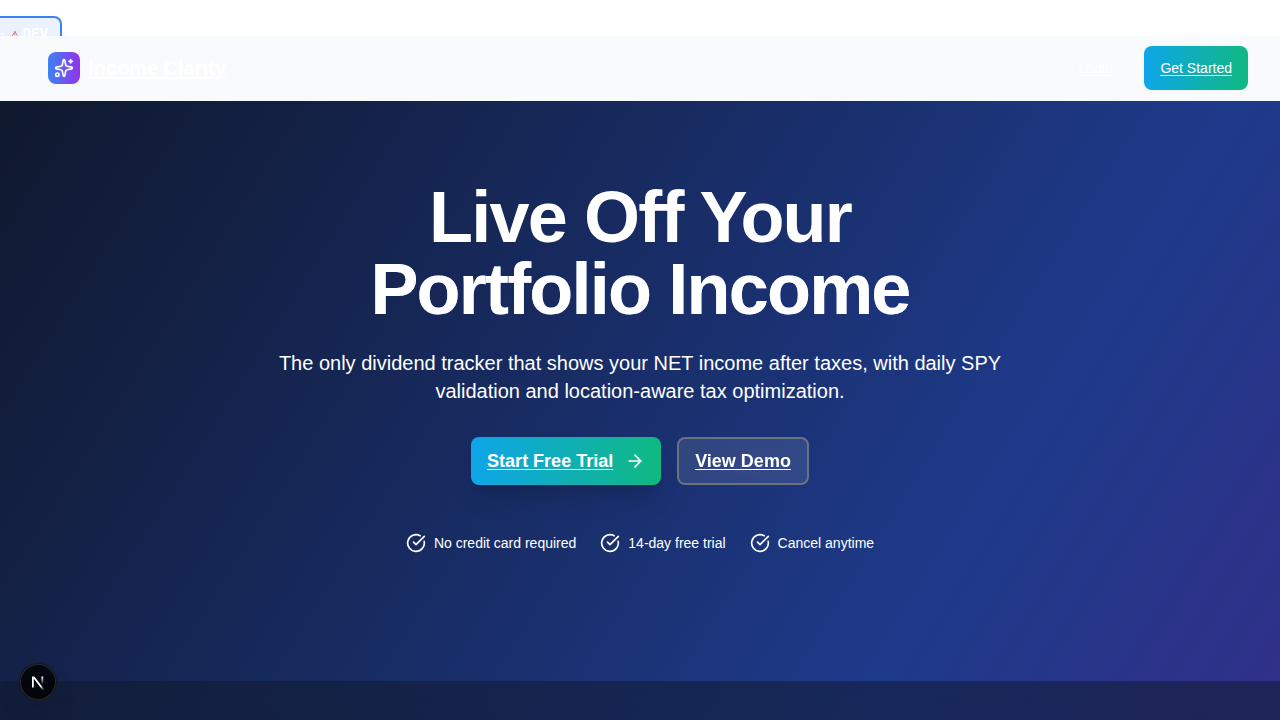 DEV
Income Clarity
Login
Get Started
Live Off Your
Portfolio Income
The only dividend tracker that shows your NET income after taxes, with daily SPY
validation and location-aware tax optimization.
Start Free Trial
View Demo
No credit card required
14-day free trial
Cancel anytime